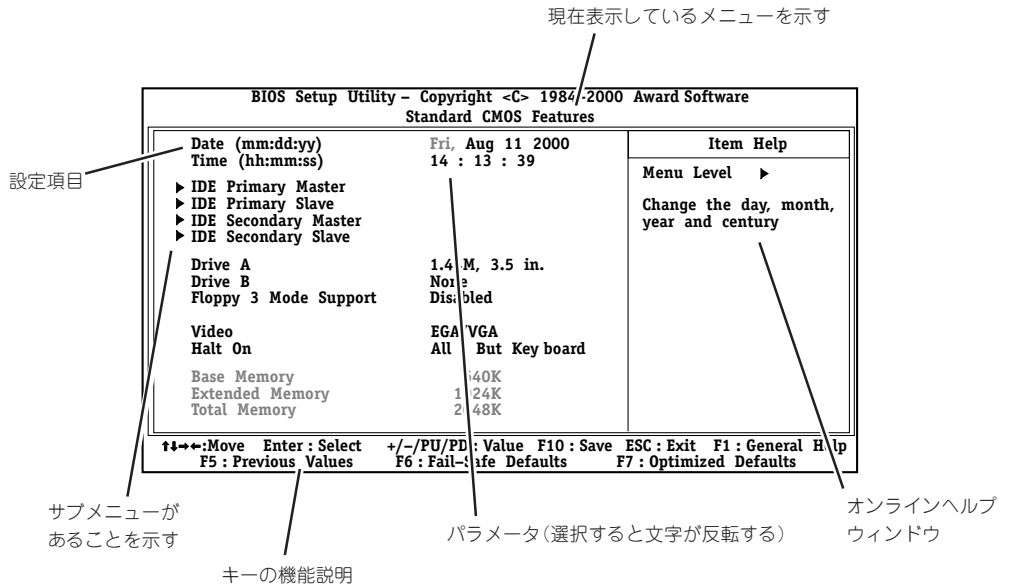 現在表示しているメニューを示す
BIOS Setup Utility – Copyright <C> 1984-2000 Award Software
Standard CMOS Features
Date (mm:dd:yy) Fri, Aug 11 2000
Time (hh:mm:ss) 14 : 13 : 39
設定項目
▶ IDE Primary Master
▶ IDE Primary Slave
▶ IDE Secondary Master
▶ IDE Secondary Slave
Drive A 1.44M, 3.5 in.
Drive B None
Floppy 3 Mode Support Disabled
Video EGA/VGA
Halt On All But Key board
Base Memory 640K
Extended Memory 1024K
Total Memory 2048K
Item Help
Menu Level ▶
Change the day, month,
year and century
↑↓→←:Move Enter : Select +/–/PU/PD : Value F10 : Save ESC : Exit F1 : General Help
F5 : Previous Values F6 : Fail–Safe Defaults F7 : Optimized Defaults
サブメニューが
あることを示す
キーの機能説明
パラメータ（選択すると文字が反転する）
オンラインヘルプ
ウィンドウ